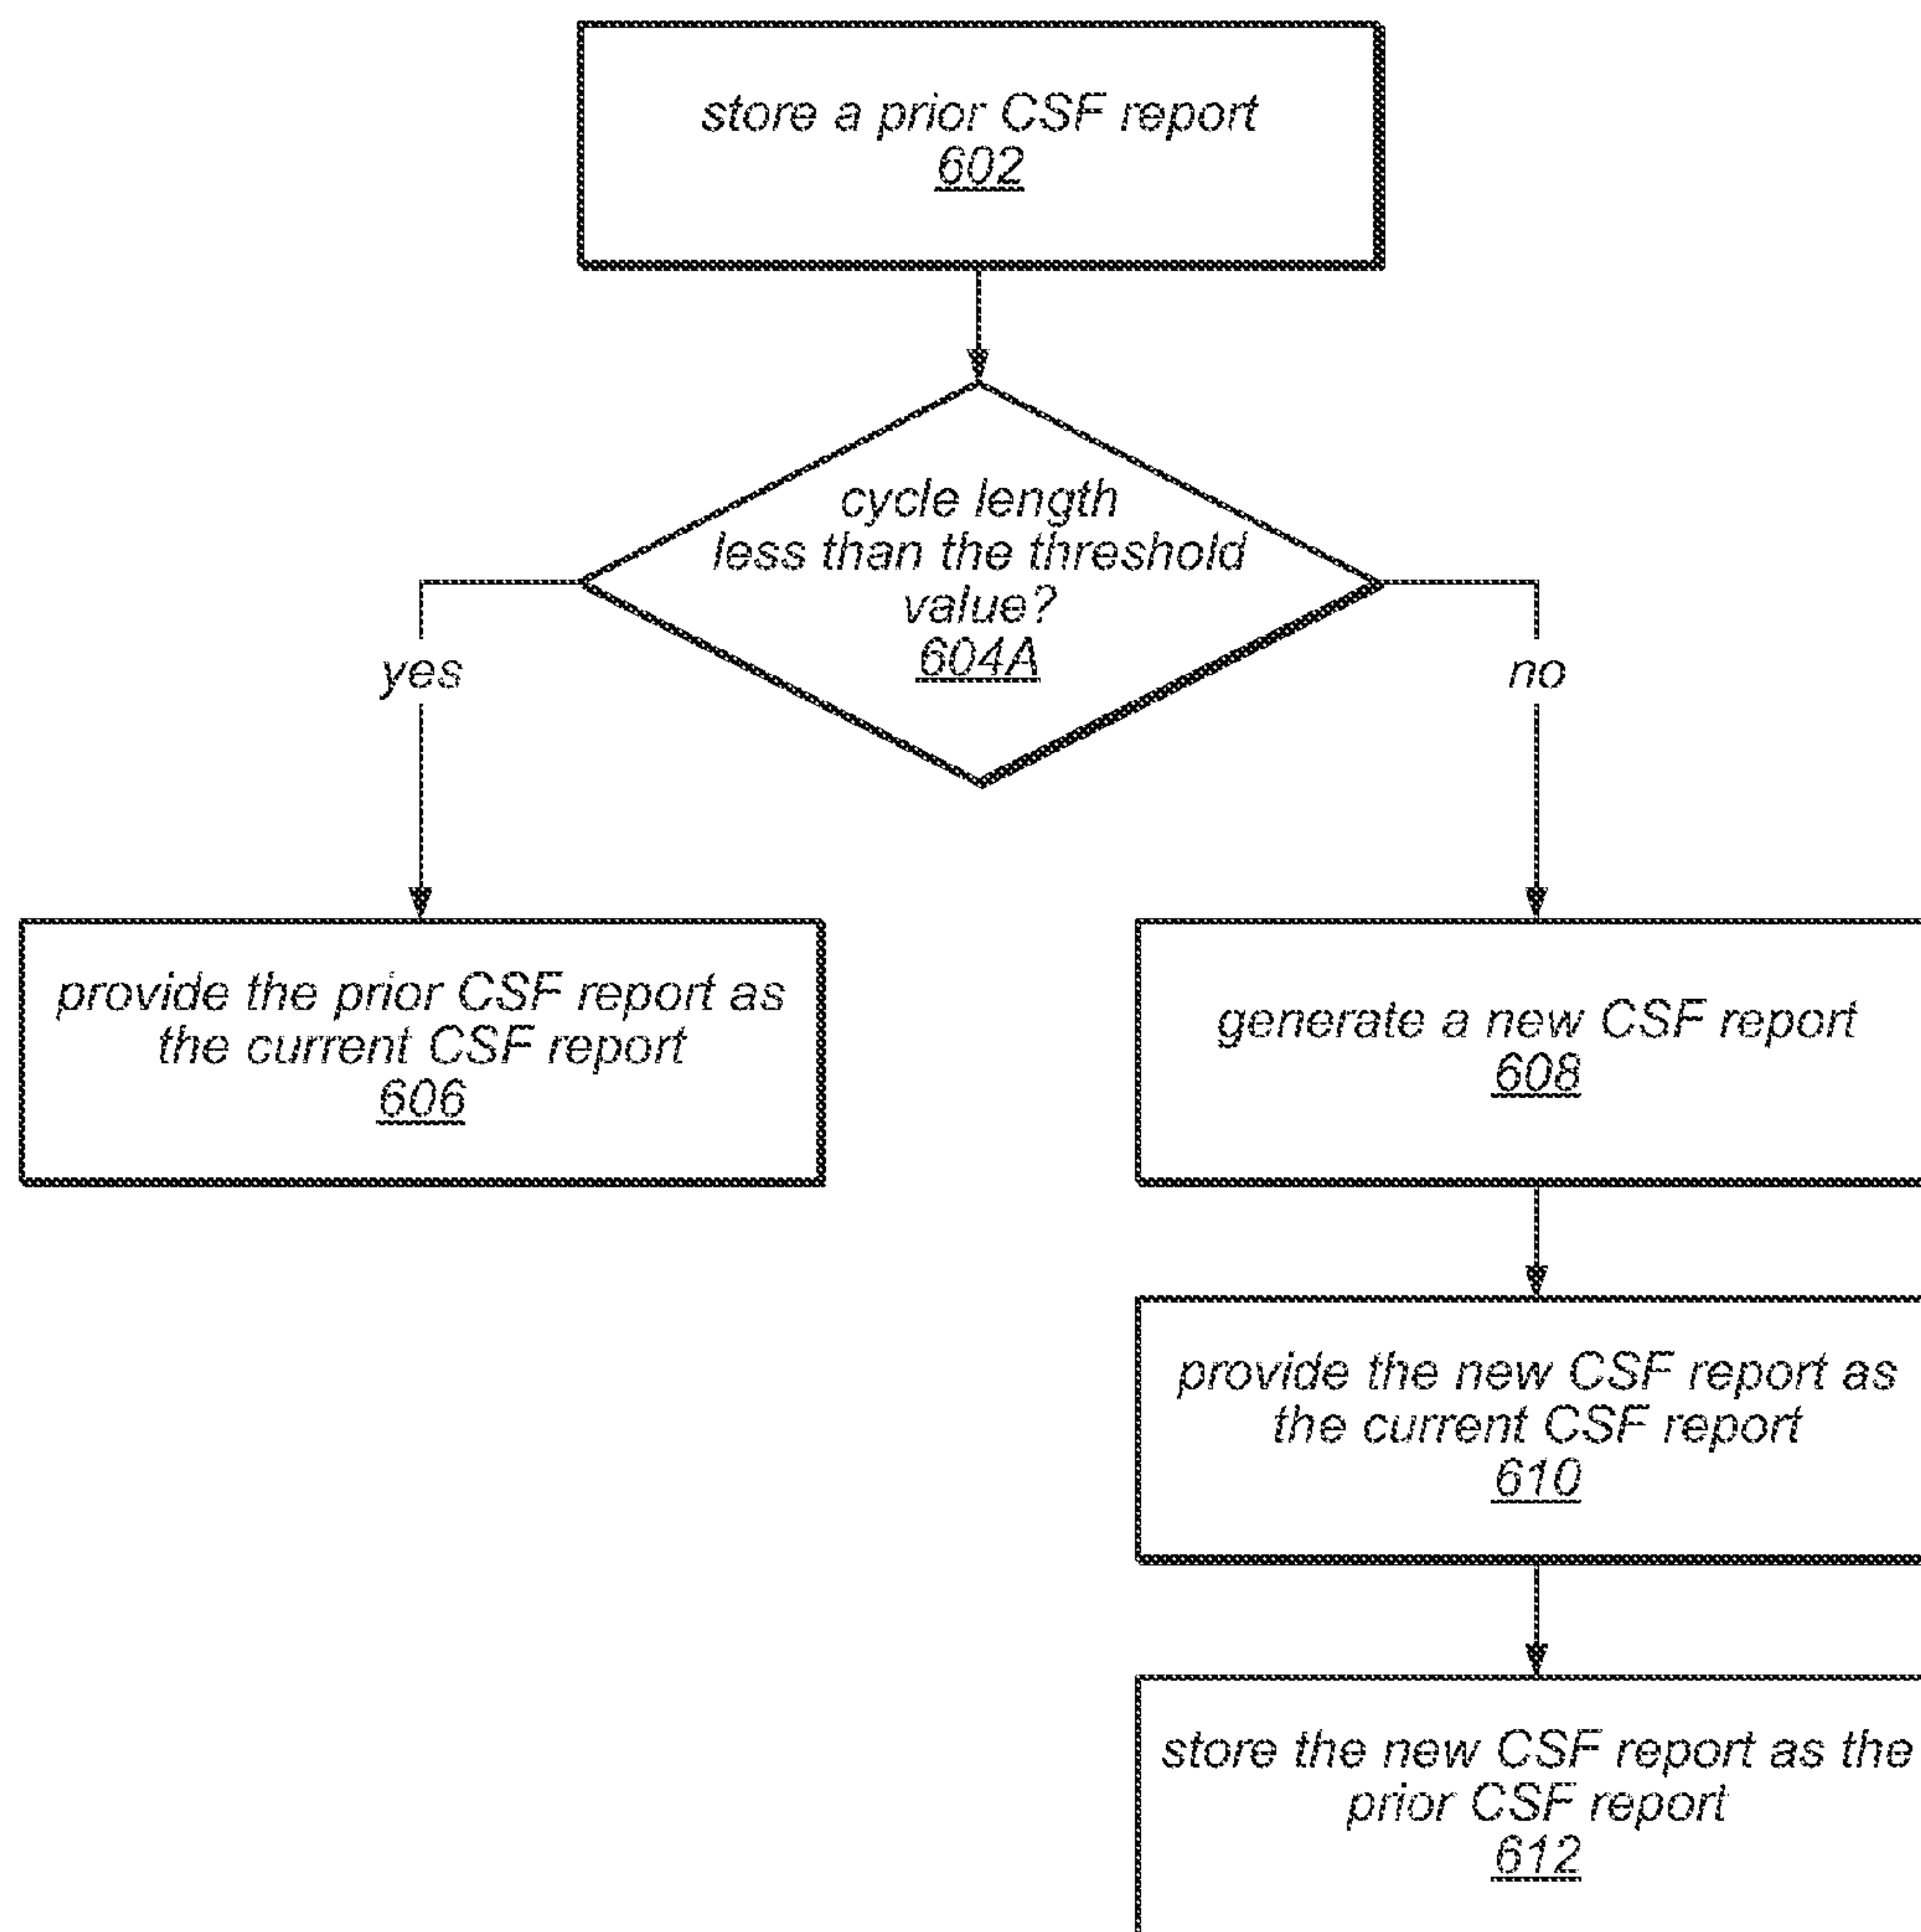 store a prior CSF report
602
cycle length
less than the threshold
value?
604A
yes
no
provide the prior CSF report as
the current CSF report
606
generate a new CSF report
608
provide the new CSF report as
the current CSF report
610
store the new CSF report as the
prior CSF report
612